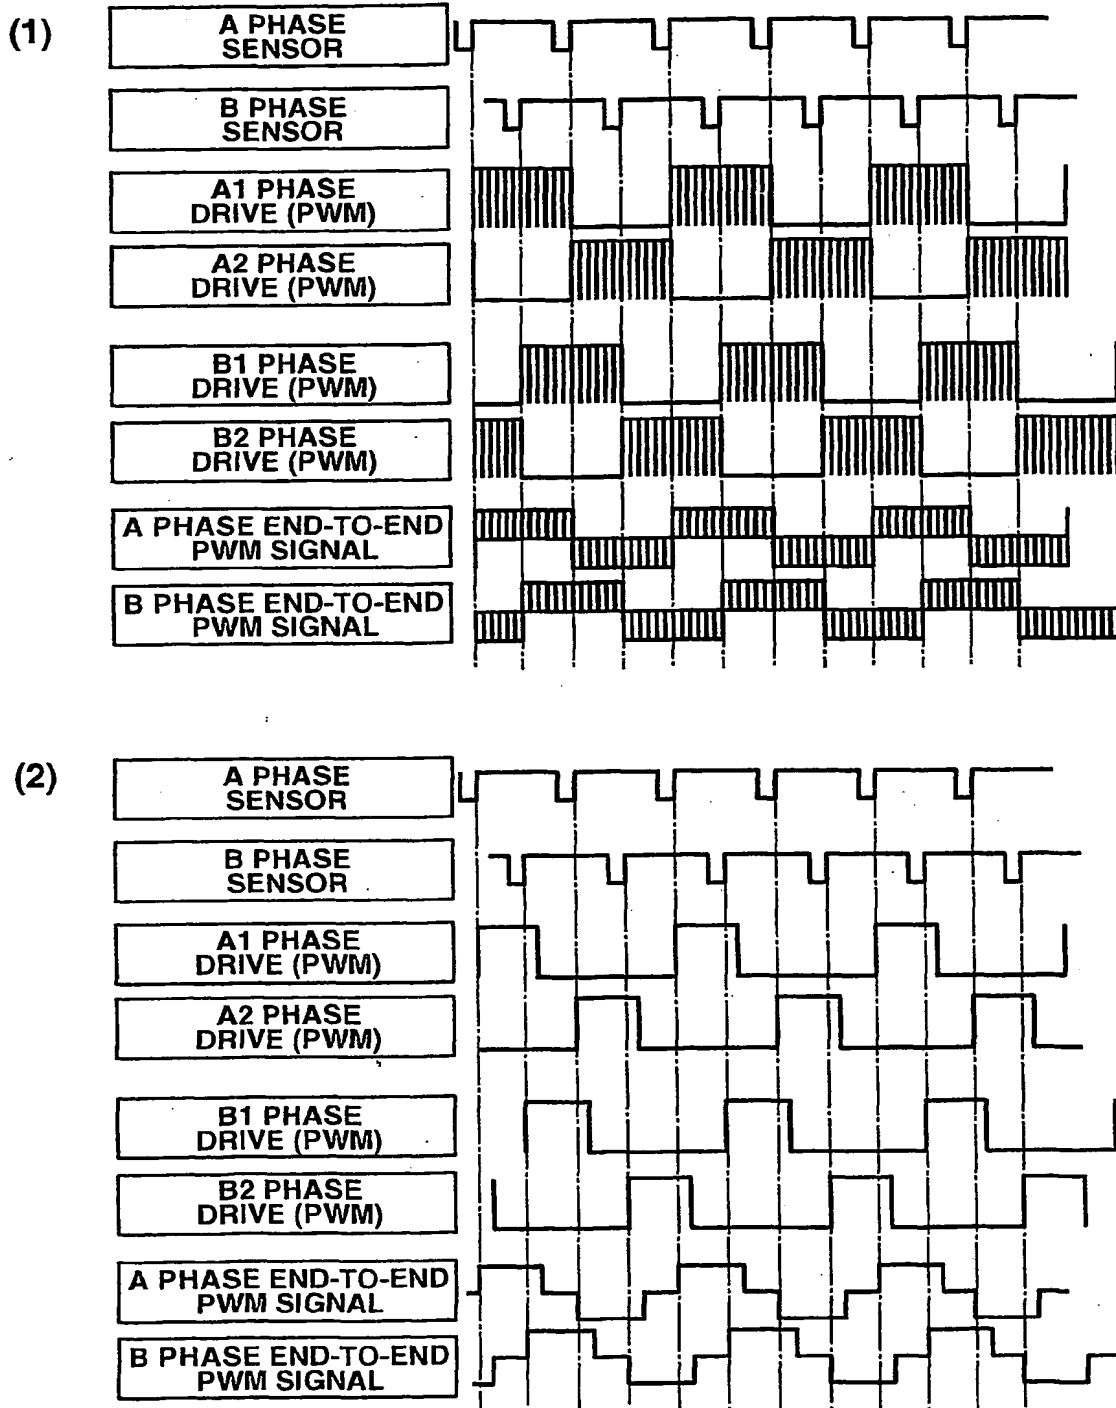 (1)
A PHASE
SENSOR
B PHASE
SENSOR
A1 PHASE
DRIVE (PWM)
A2 PHASE
DRIVE (PWM)
B1 PHASE
DRIVE (PWM)
B2 PHASE
DRIVE (PWM)
A PHASE END-TO-END
PWM SIGNAL
B PHASE END-TO-END
PWM SIGNAL
(2)
A PHASE
SENSOR
B PHASE
SENSOR
A1 PHASE
DRIVE (PWM)
A2 PHASE
DRIVE (PWM)
B1 PHASE
DRIVE (PWM)
B2 PHASE
DRIVE (PWM)
A PHASE END-TO-END
PWM SIGNAL
B PHASE END-TO-END
PWM SIGNAL